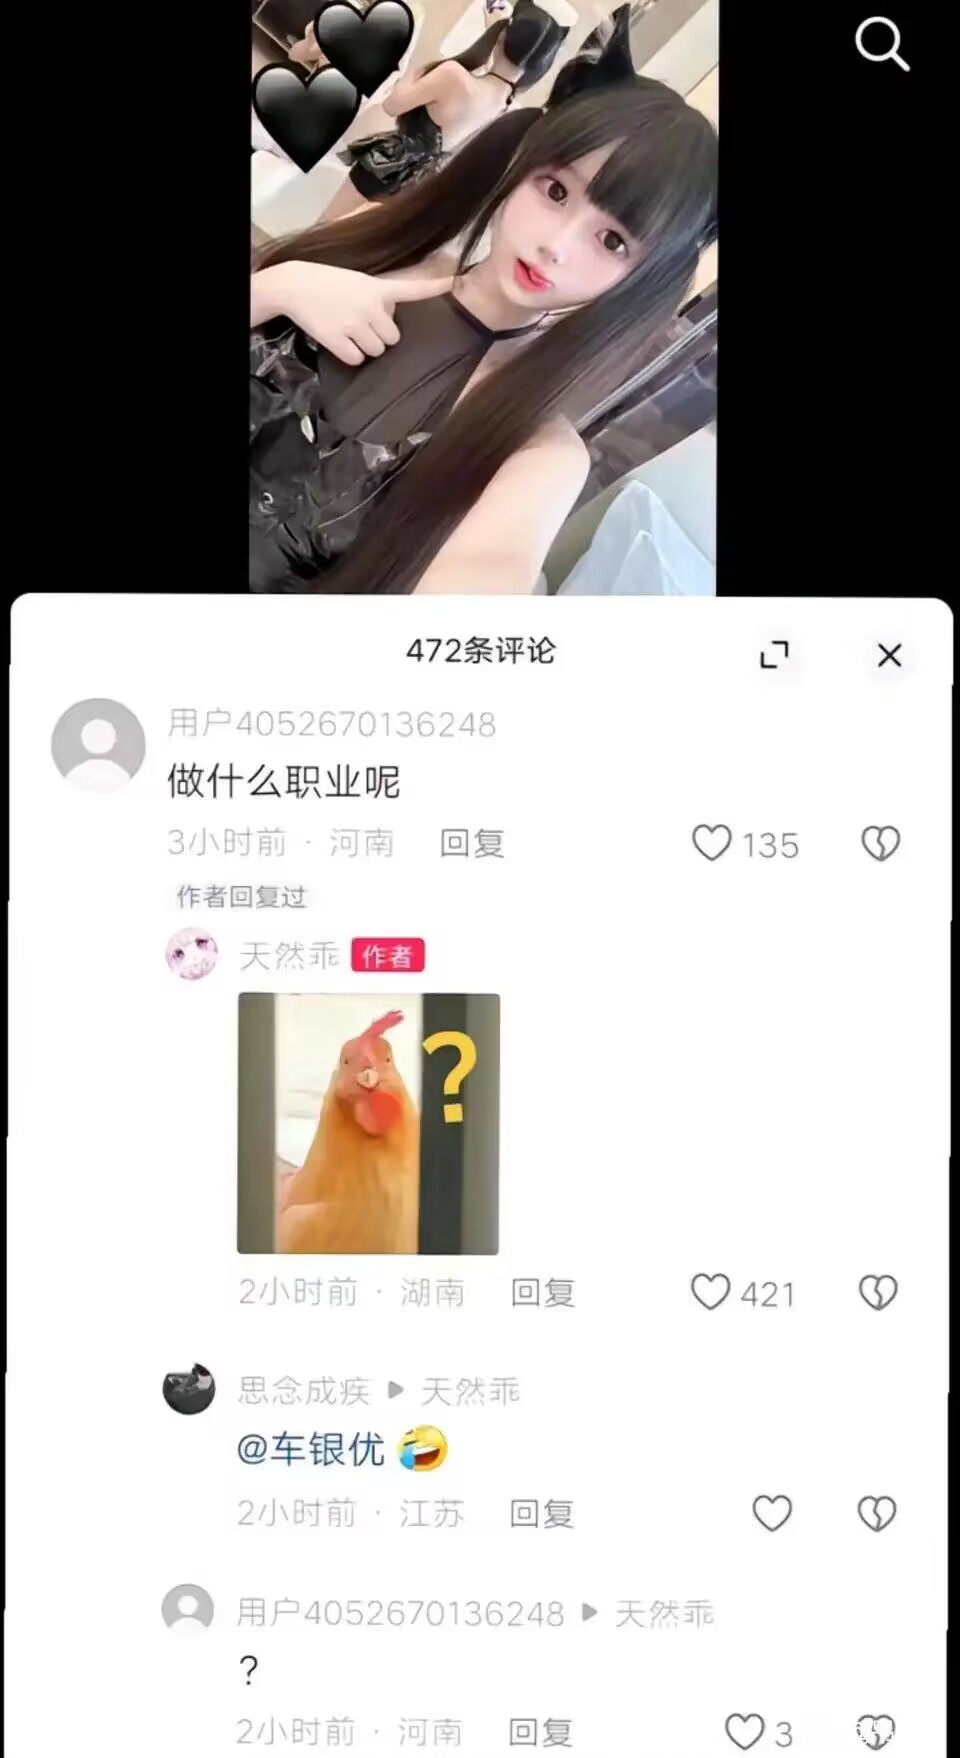 472条评论
用户4052670136248
做什么职业呢
3小时前 · 河南 回复 135
作者回复过
天然乖 作者
?
2小时前 · 湖南 回复 421
思念成疾 ▶ 天然乖
@车银优
2小时前 · 江苏 回复
用户4052670136248 ▶ 天然乖
?
2小时前 · 河南 回复 3